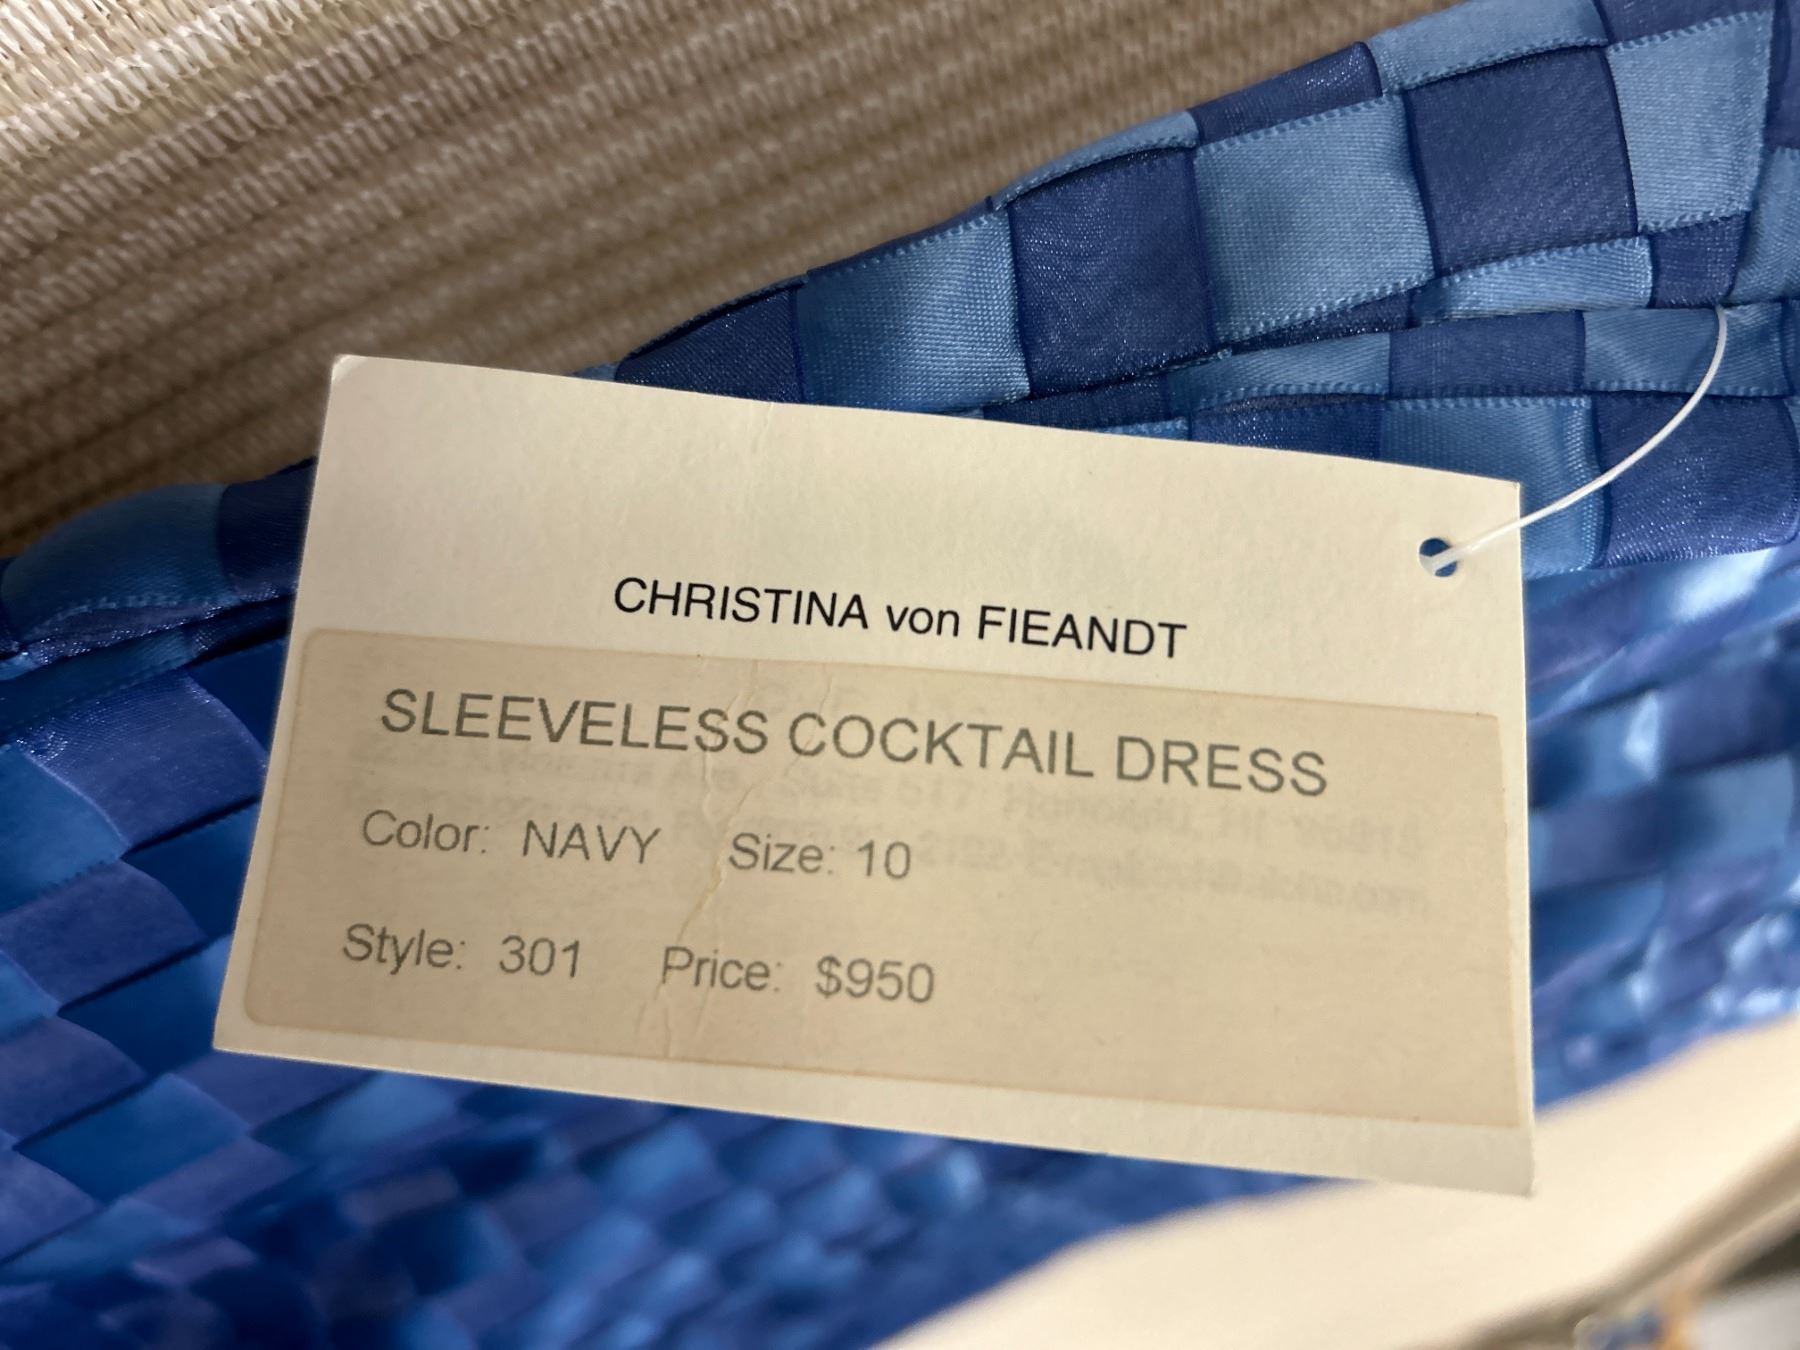 CHRISTINA von FIEANDT
SLEEVELESS COCKTAIL DRESS
Color: NAVY Size: 10
Style: 301 Price: $950